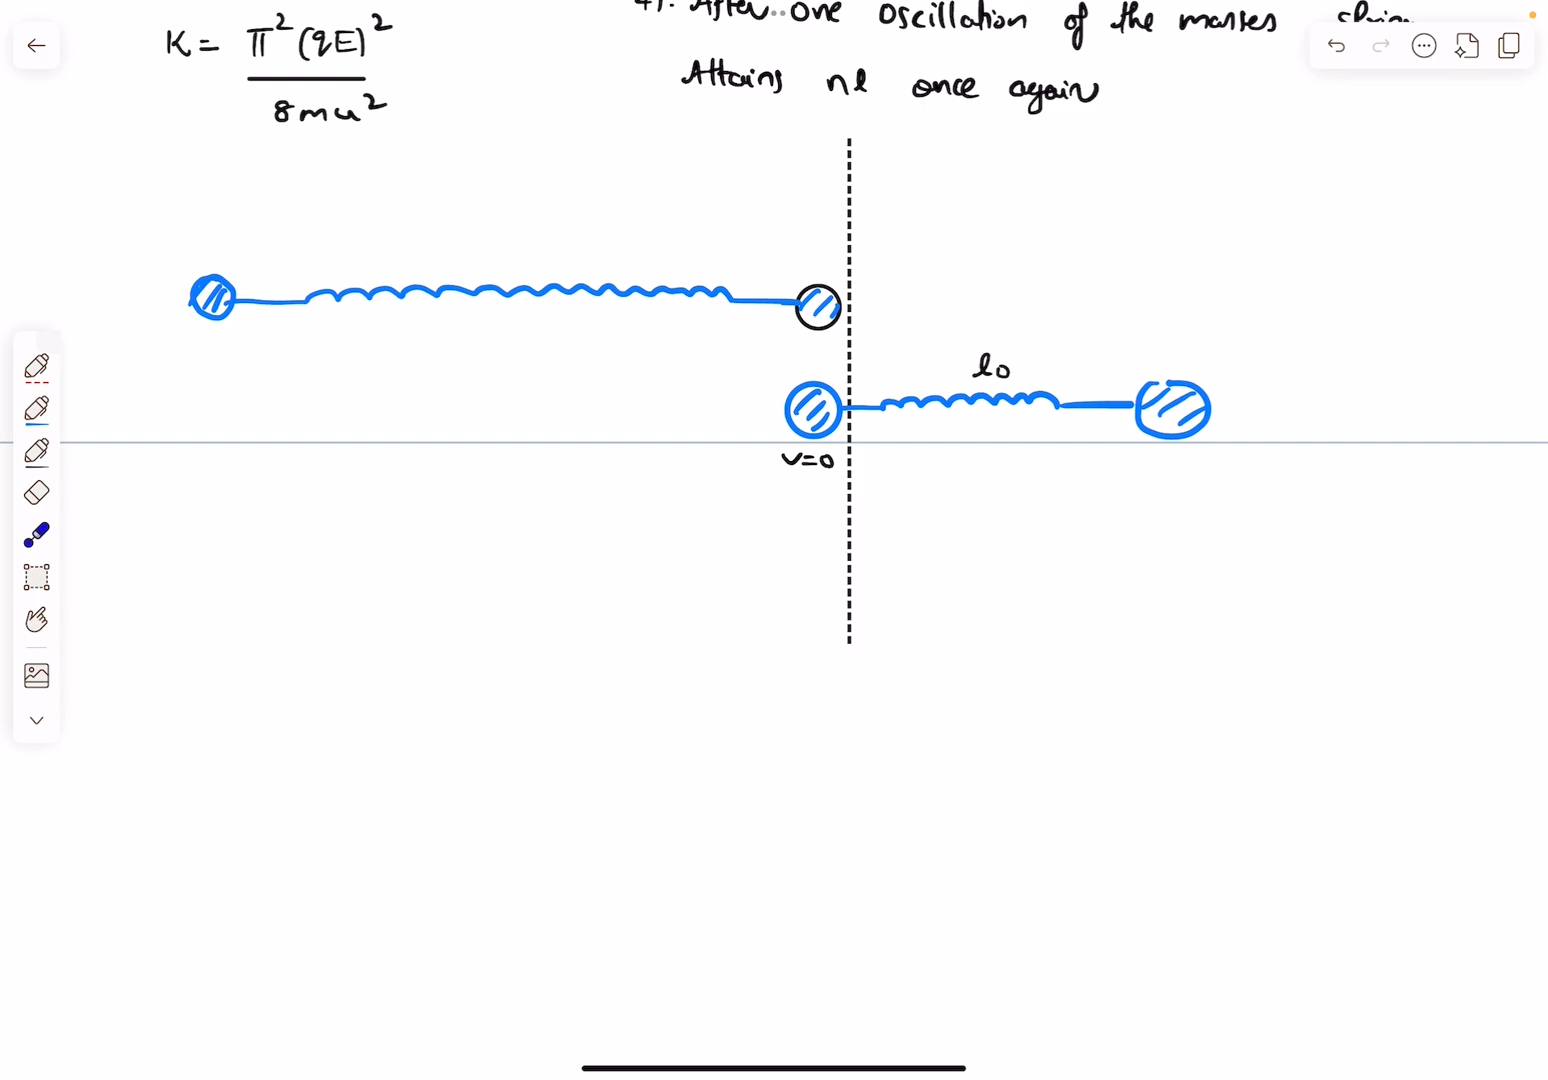 K = π²(qE)²
8mu²
After one oscillation of the masses
Attains nl once again
l₀
v=0